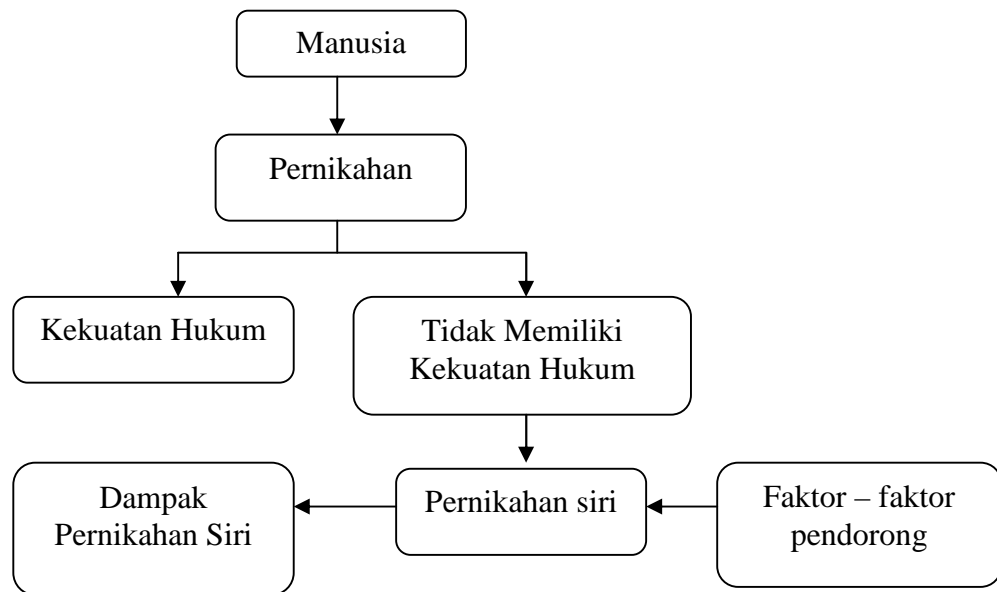 Manusia
Pernikahan
Kekuatan Hukum
Tidak Memiliki
Kekuatan Hukum
Dampak
Pernikahan Siri
Pernikahan siri
Faktor – faktor
pendorong